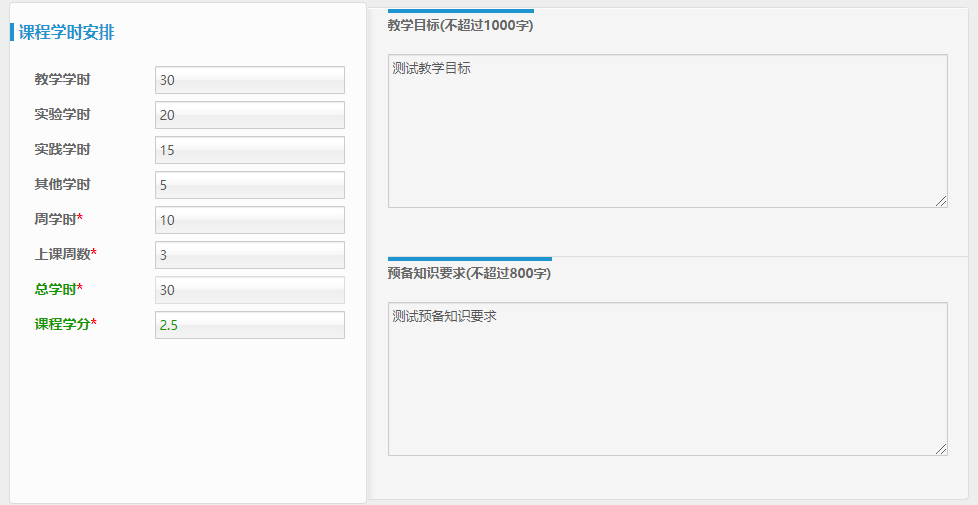 课程学时安排
教学学时
30
实验学时
20
实践学时
15
其他学时
5
周学时*
10
上课周数*
3
总学时*
30
课程学分*
2.5
教学目标(不超过1000字)
测试教学目标
预备知识要求(不超过800字)
测试预备知识要求